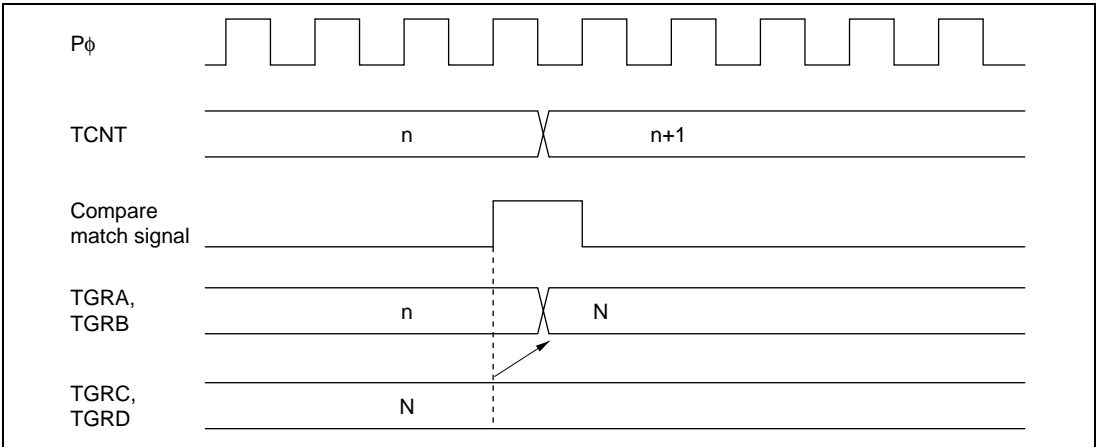 Pϕ
TCNT
n
n+1
Compare
match signal
TGRA,
TGRB
n
N
TGRC,
TGRD
N